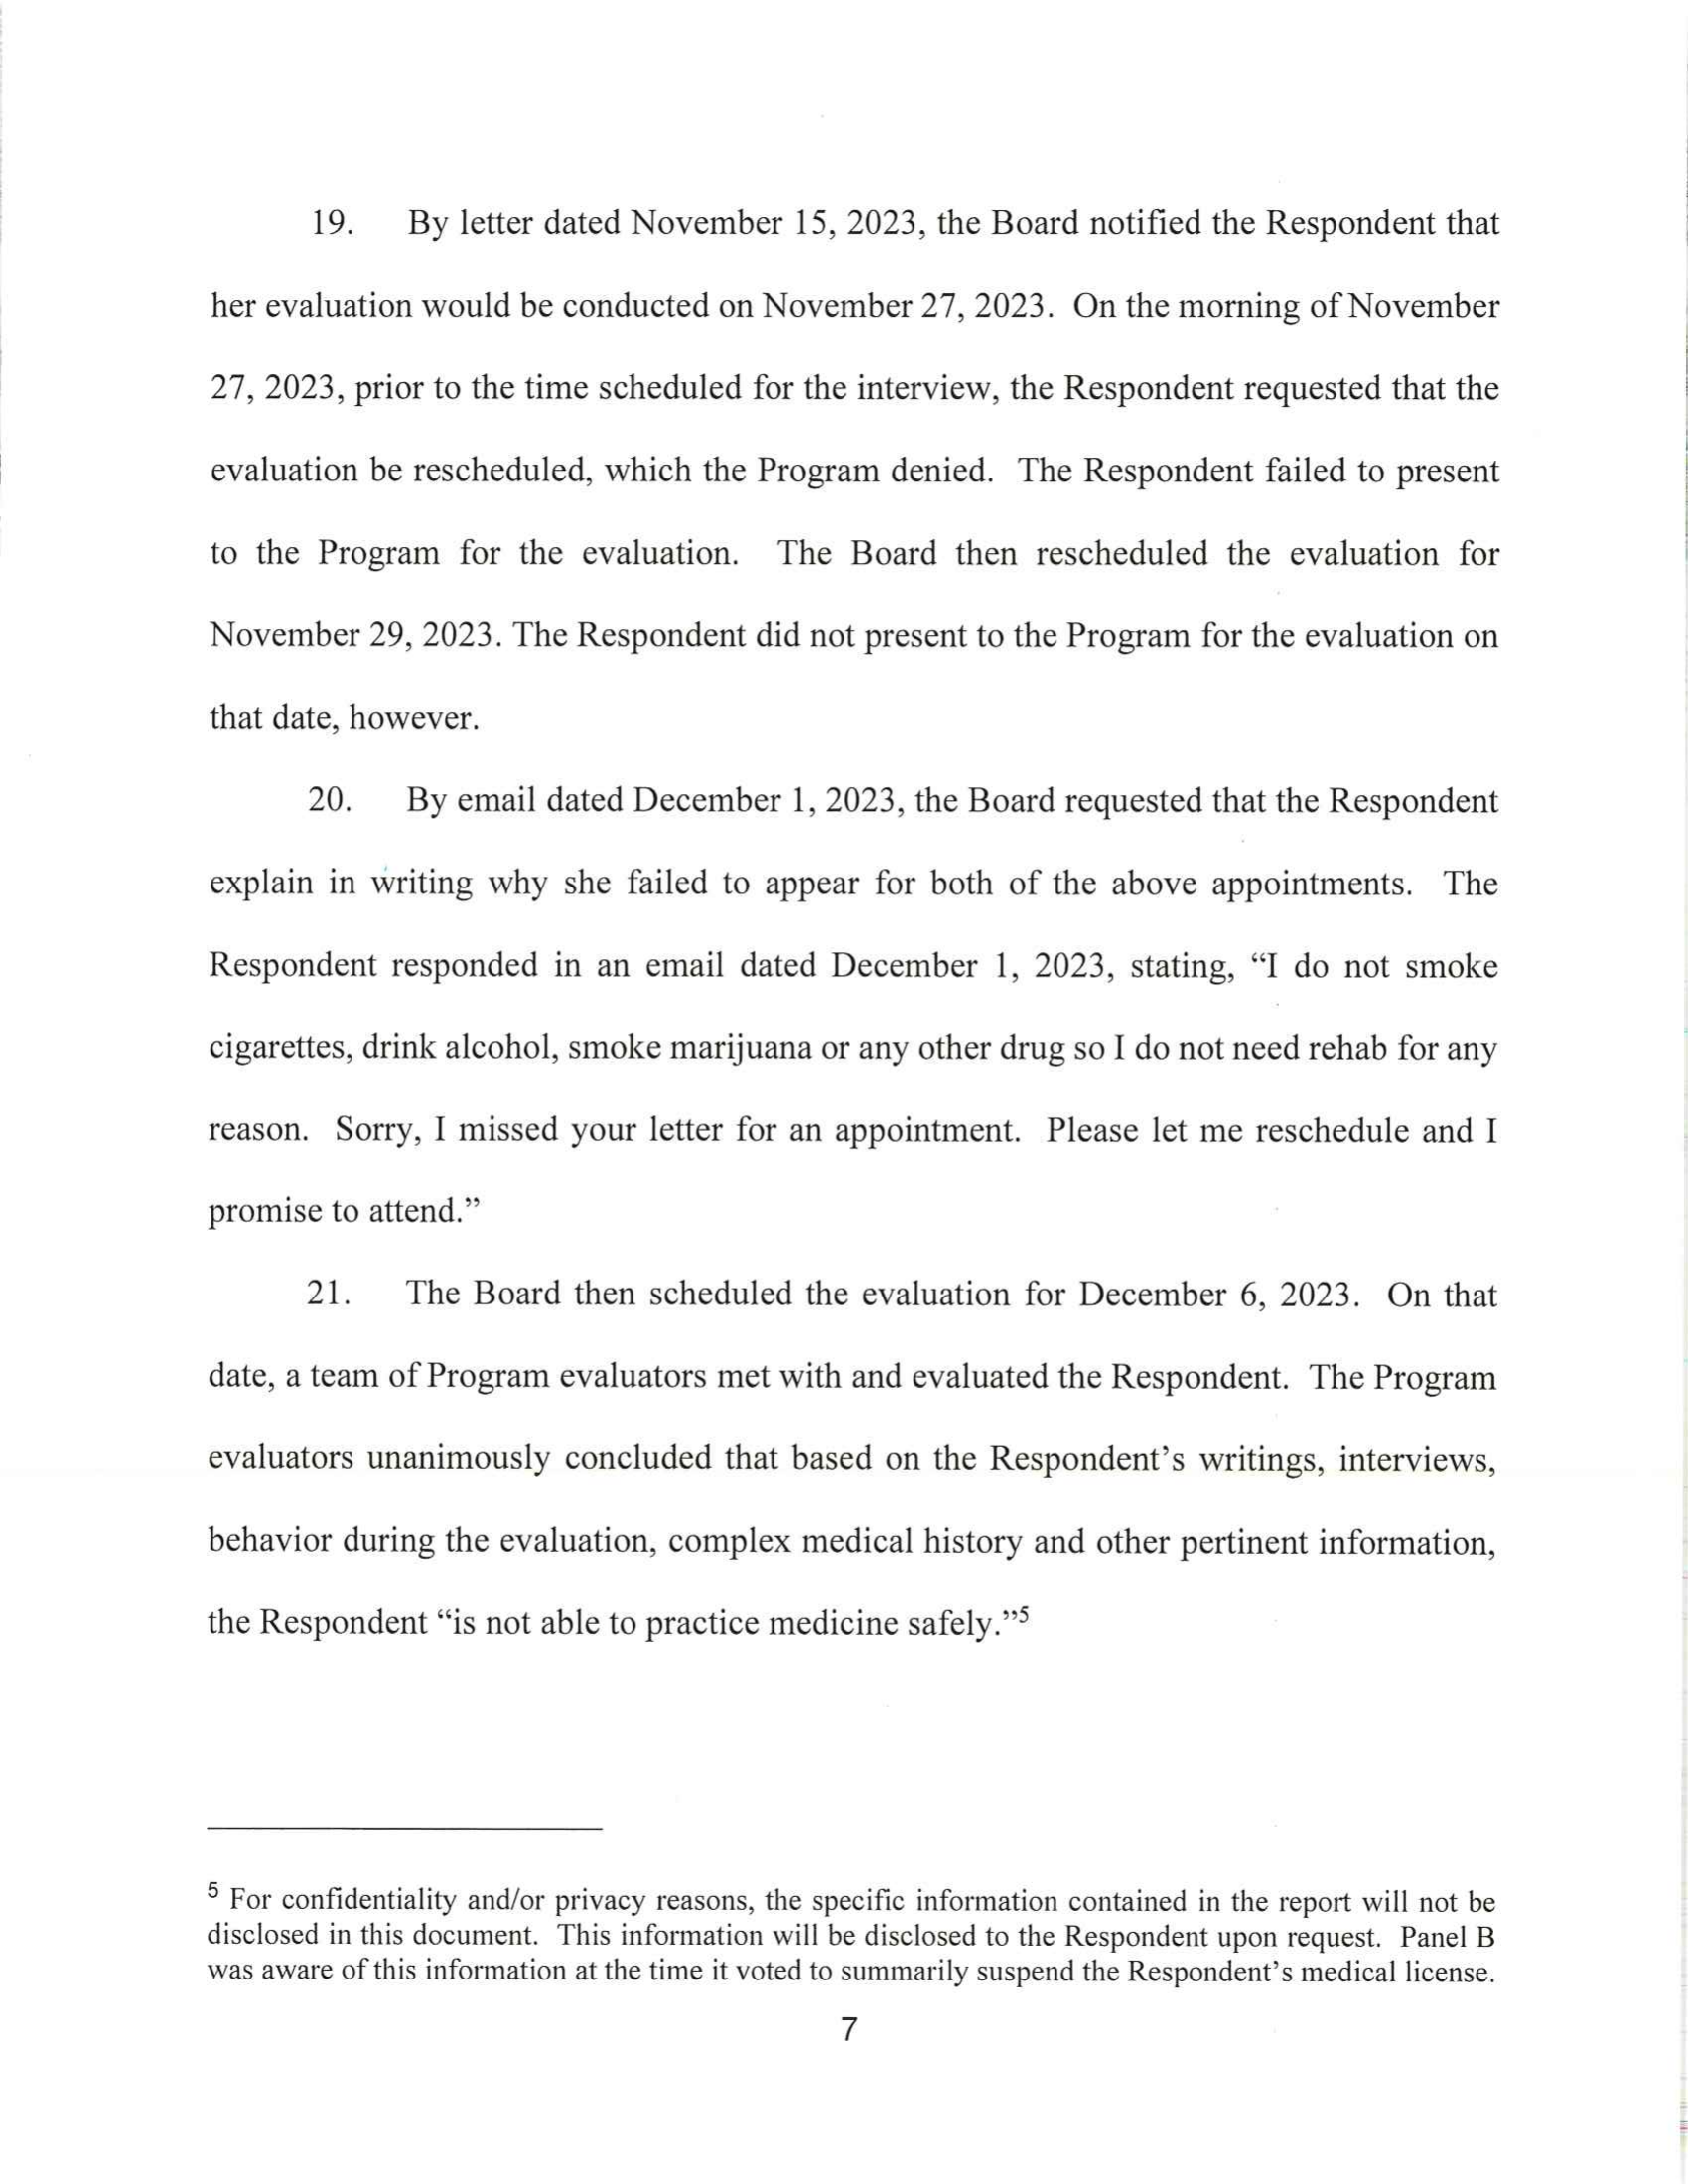 19. By letter dated November 15, 2023, the Board notified the Respondent that
her evaluation would be conducted on November 27, 2023. On the morning of November
27, 2023, prior to the time scheduled for the interview, the Respondent requested that the
evaluation be rescheduled, which the Program denied. The Respondent failed to present
to the Program for the evaluation. The Board then rescheduled the evaluation for
November 29, 2023. The Respondent did not present to the Program for the evaluation on
that date, however.
20. By email dated December 1, 2023, the Board requested that the Respondent
explain in writing why she failed to appear for both of the above appointments. The
Respondent responded in an email dated December 1, 2023, stating, “I do not smoke
cigarettes, drink alcohol, smoke marijuana or any other drug so I do not need rehab for any
reason. Sorry, I missed your letter for an appointment. Please let me reschedule and I
promise to attend.”
21. The Board then scheduled the evaluation for December 6, 2023. On that
date, a team of Program evaluators met with and evaluated the Respondent. The Program
evaluators unanimously concluded that based on the Respondent’s writings, interviews,
behavior during the evaluation, complex medical history and other pertinent information,
the Respondent “is not able to practice medicine safely.”⁵
⁵ For confidentiality and/or privacy reasons, the specific information contained in the report will not be
disclosed in this document. This information will be disclosed to the Respondent upon request. Panel B
was aware of this information at the time it voted to summarily suspend the Respondent’s medical license.
7